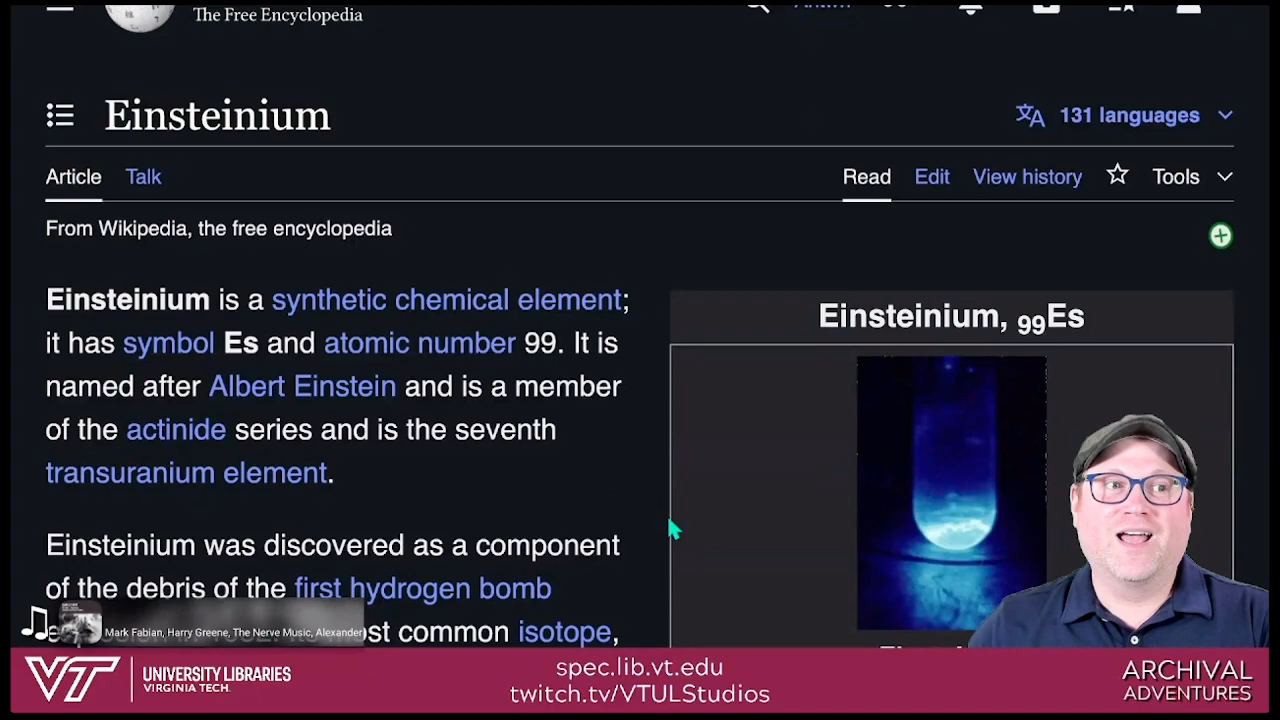 The Free Encyclopedia
Einsteinium
131 languages
Article Talk
Read Edit View history Tools
From Wikipedia, the free encyclopedia
Einsteinium is a synthetic chemical element;
it has symbol Es and atomic number 99. It is
named after Albert Einstein and is a member
of the actinide series and is the seventh
transuranium element.
Einsteinium, 99Es
Einsteinium was discovered as a component
of the debris of the first hydrogen bomb
most common isotope,
Mark Fabian, Harry Greene, The Nerve Music, Alexander
VT UNIVERSITY LIBRARIES
VIRGINIA TECH.
spec.lib.vt.edu
twitch.tv/VTULStudios
ARCHIVAL
ADVENTURES